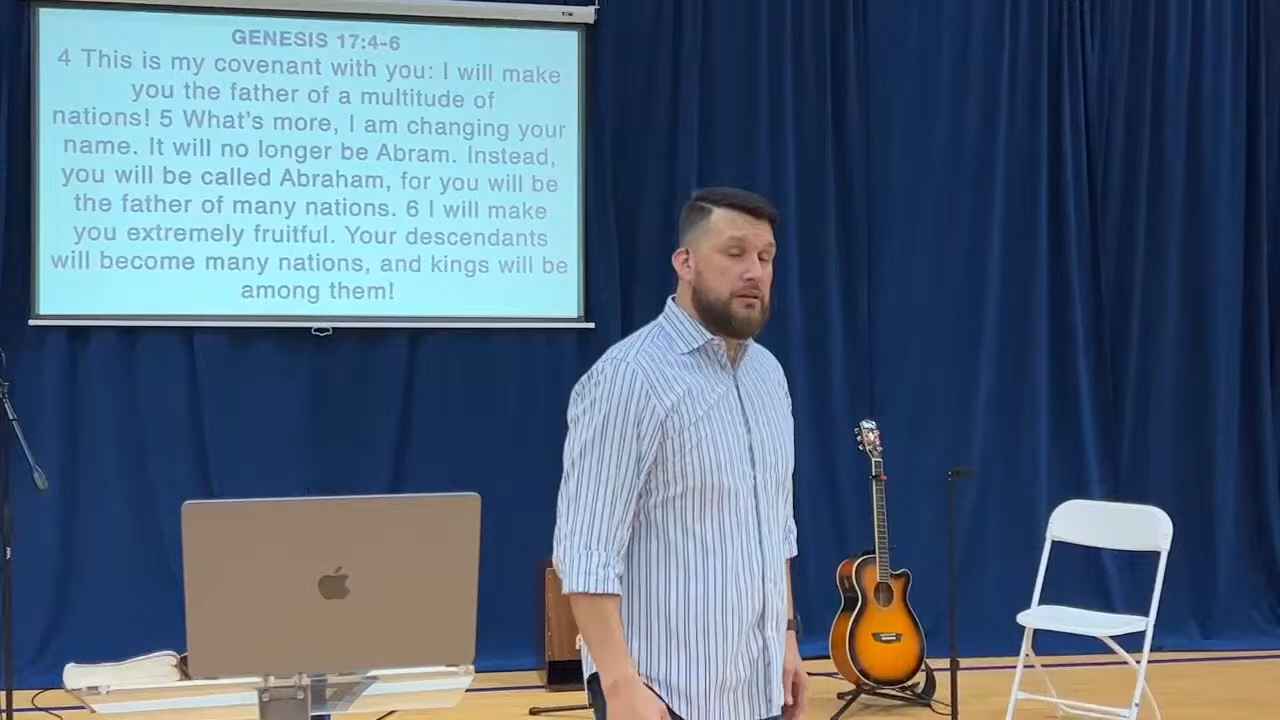 GENESIS 17:4-6
4 This is my covenant with you: I will make
you the father of a multitude of
nations! 5 What's more, I am changing your
name. It will no longer be Abram. Instead,
you will be called Abraham, for you will be
the father of many nations. 6 I will make
you extremely fruitful. Your descendants
will become many nations, and kings will be
among them!